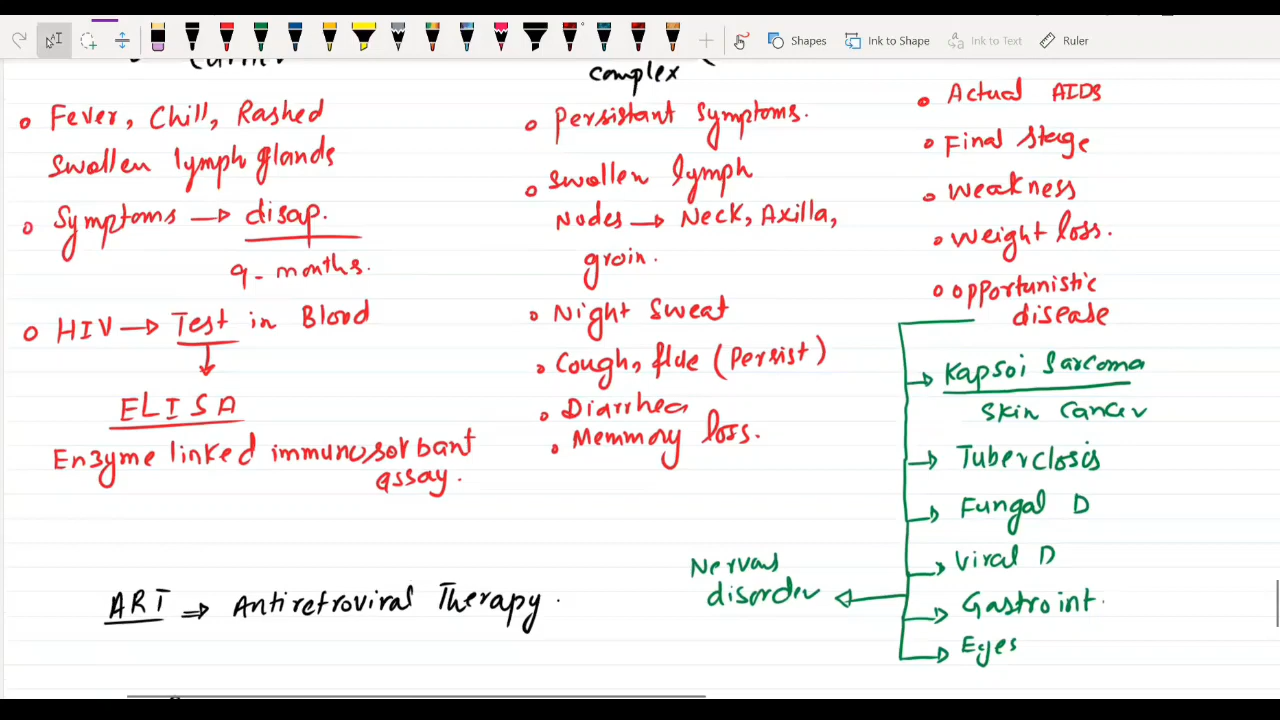 Shapes
Ink to Shape
Ink to Text
Ruler
complex
Fever, Chill, Rashed
Swollen lymph glands
Symptoms → disap.
9- months.
HIV → Test in Blood
ELISA
Enzyme linked immunosorbant
assay.
Persistant Symptoms.
Swollen lymph
Nodes → Neck, Axilla,
groin.
Night Sweat
Cough, flue (Persist)
Diarrhea
Memmory loss.
Actual AIDS
Final stage
Weakness
Weight loss.
Opportunistic
disease
Kapsoi Sarcoma
Skin Cancer
Tuberclosis
Fungal D
Viral D
Gastroint.
Eyes
Nervous
disorder
ART ⇒ Antiretroviral Therapy.